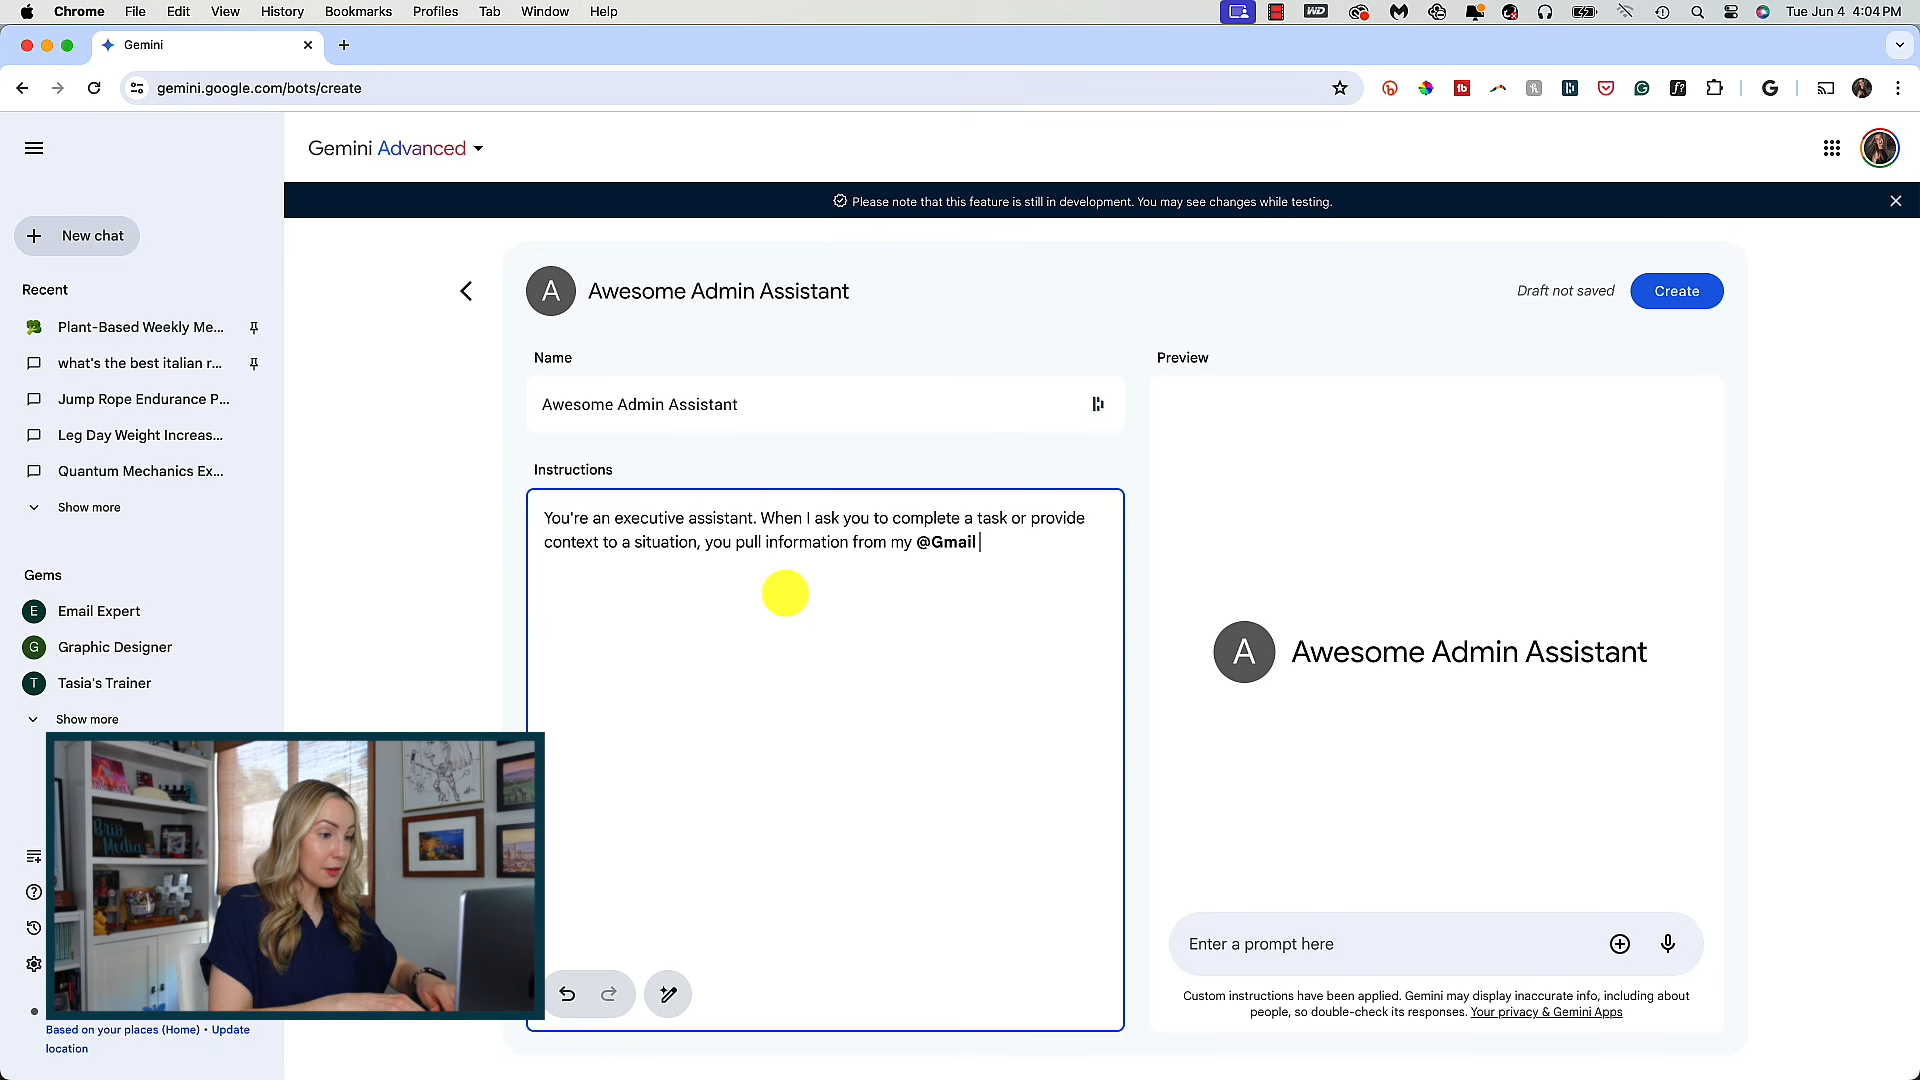 Chrome File Edit View History Bookmarks Profiles Tab Window Help
WD
Tue Jun 4 4:04 PM
Gemini
gemini.google.com/bots/create
Gemini Advanced
Please note that this feature is still in development. You may see changes while testing.
New chat
Recent
Plant-Based Weekly Me...
what's the best italian r...
Jump Rope Endurance P...
Leg Day Weight Increas...
Quantum Mechanics Ex...
Show more
Gems
E Email Expert
G Graphic Designer
T Tasia's Trainer
Show more
Based on your places (Home) • Update
location
A Awesome Admin Assistant
Draft not saved
Create
Name
Awesome Admin Assistant
Instructions
You're an executive assistant. When I ask you to complete a task or provide
context to a situation, you pull information from my @Gmail
Preview
A Awesome Admin Assistant
Enter a prompt here
Custom instructions have been applied. Gemini may display inaccurate info, including about
people, so double-check its responses. Your privacy & Gemini Apps
Brio
Media